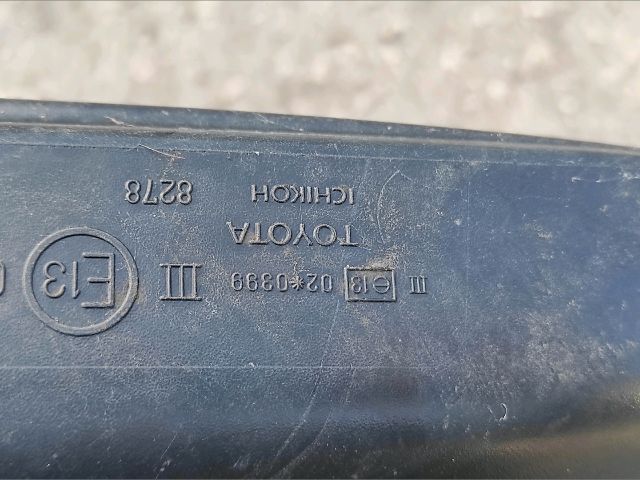 III e13 02*0399 III E13
TOYOTA
ICHIKOH 8278